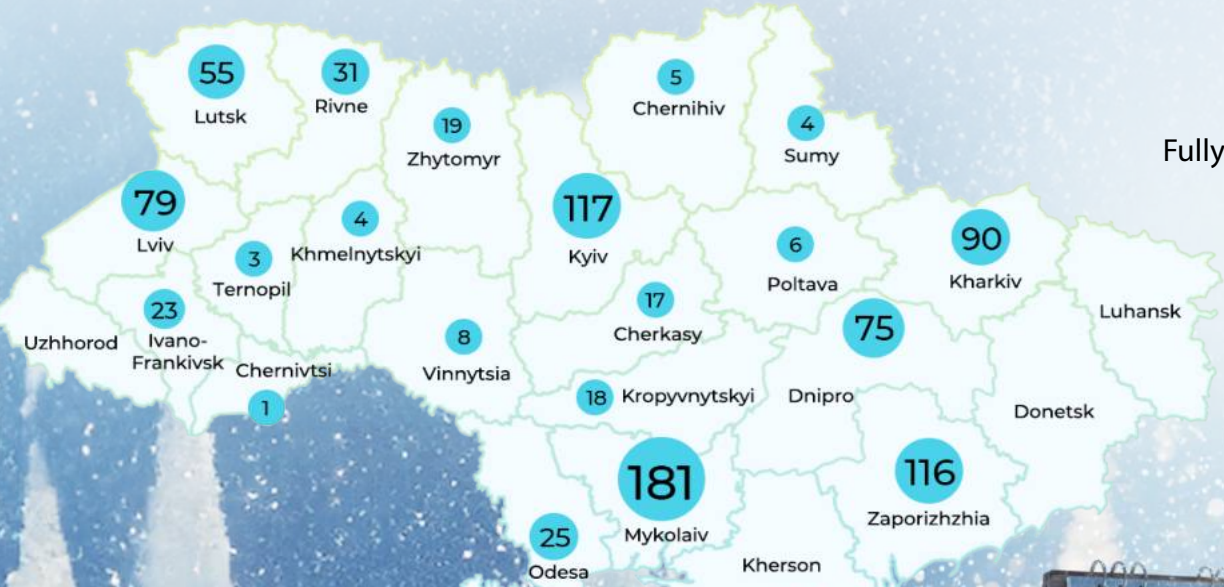 55
Lutsk
31
Rivne
19
Zhytomyr
5
Chernihiv
4
Sumy
Fully
79
Lviv
3
Ternopil
4
Khmelnytskyi
117
Kyiv
6
Poltava
90
Kharkiv
Luhansk
Uzhhorod
23
Ivano-
Frankivsk
Chernivtsi
1
8
Vinnytsia
17
Cherkasy
18
Kropyvnytskyi
75
Dnipro
Donetsk
181
Mykolaiv
116
Zaporizhzhia
25
Odesa
Kherson